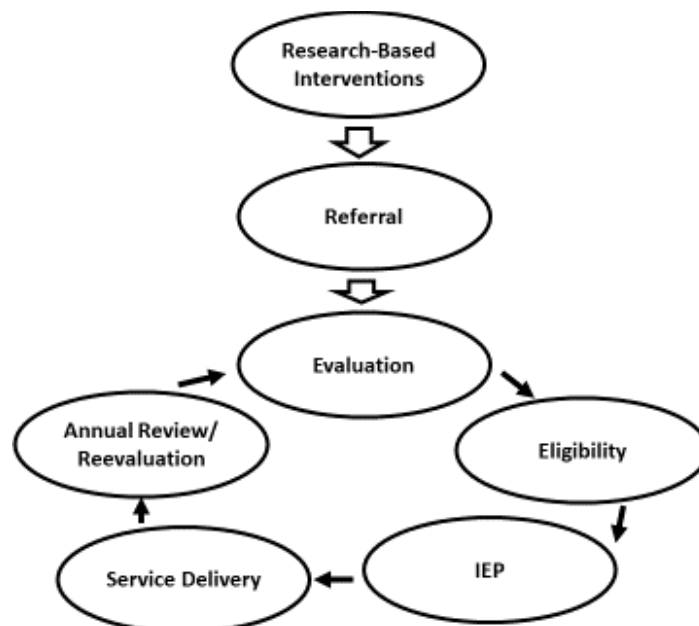 Research-Based
Interventions
Referral
Evaluation
Annual Review/
Reevaluation
Eligibility
Service Delivery
IEP